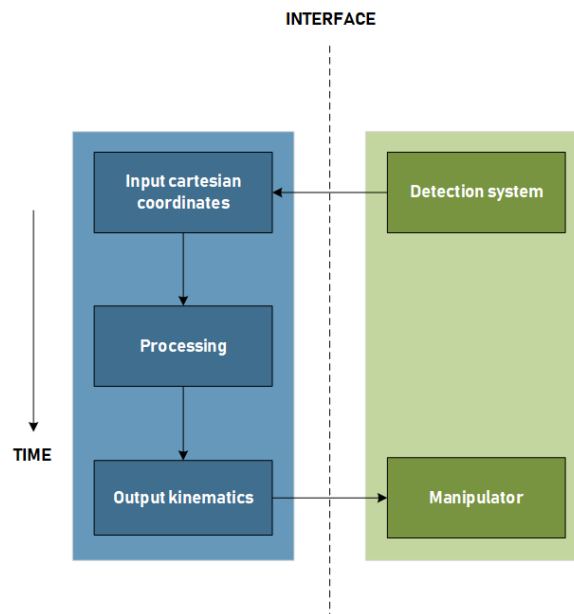 INTERFACE
Input cartesian
coordinates
Detection system
Processing
TIME
Output kinematics
Manipulator